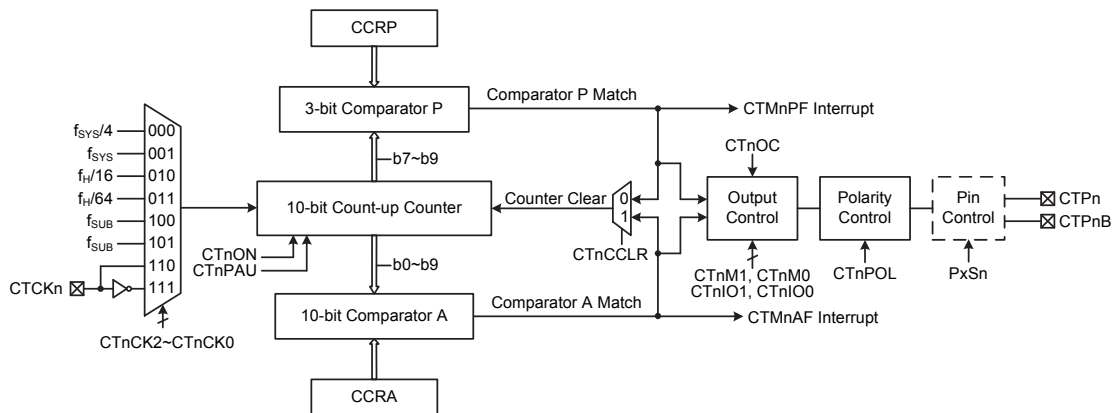 CCRP
3-bit Comparator P
Comparator P Match
CTMnPF Interrupt
fSYS/4
000
fSYS
001
fH/16
010
fH/64
011
fSUB
100
fSUB
101
110
111
CTCKn
CTnCK2~CTnCK0
b7~b9
10-bit Count-up Counter
CTnON
CTnPAU
b0~b9
Counter Clear
0
1
CTnCCLR
CTnOC
Output
Control
CTnM1, CTnM0
CTnIO1, CTnIO0
Polarity
Control
CTnPOL
Pin
Control
PxSn
CTPn
CTPnB
10-bit Comparator A
Comparator A Match
CTMnAF Interrupt
CCRA